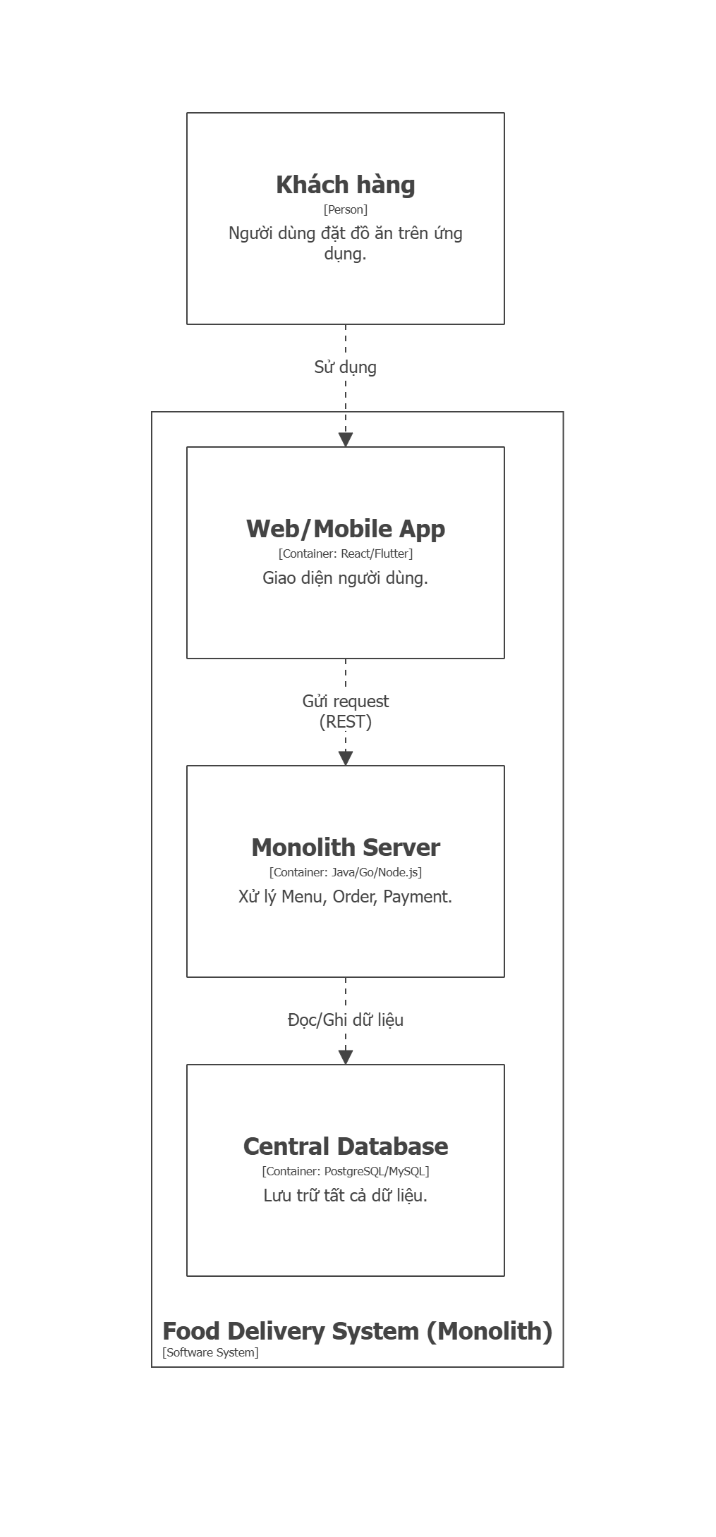 Khách hàng
[Person]
Người dùng đặt đồ ăn trên ứng
dụng.
Sử dụng
Web/Mobile App
[Container: React/Flutter]
Giao diện người dùng.
Gửi request
(REST)
Monolith Server
[Container: Java/Go/Node.js]
Xử lý Menu, Order, Payment.
Đọc/Ghi dữ liệu
Central Database
[Container: PostgreSQL/MySQL]
Lưu trữ tất cả dữ liệu.
Food Delivery System (Monolith)
[Software System]